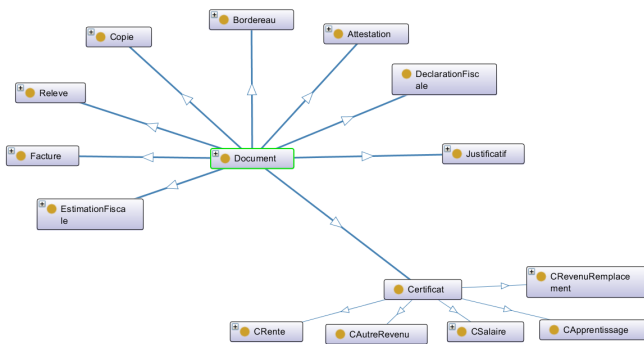 Bordereau
Copie
Attestation
DeclarationFisc
ale
Releve
Facture
Document
Justificatif
EstimationFisca
le
CRevenuRemplace
ment
Certificat
CRente
CAutreRevenu
CSalaire
CApprentissage